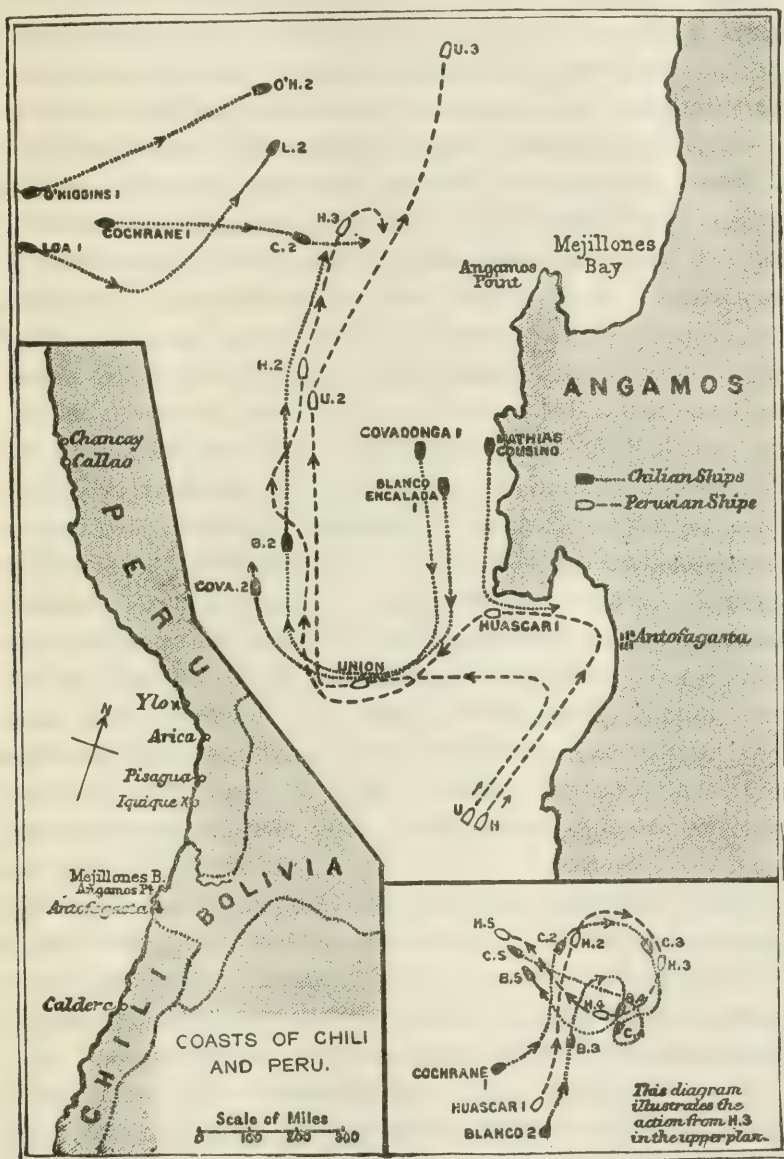 U.3
O'H.2
L.2
O'HIGGINS 1
H.3
COCHRANE 1
C.2
LOA 1
Mejillones
Bay
Angamos
Point
H.2
U.2
ANGAMOS
COVADONGA 1
MATHIAS
COUSINO
BLANCO
ENCALADA
1
Chilian Ships
Peruvian Ships
B.2
COVA.2
HUASCAR 1
UNION
Antofagasta
U
H
Chancay
Callao
PERU
Ylo
N
Arica
Pisagua
Iquique
Mejillones B.
Angamos Pt.
Antofagasta
BOLIVIA
Caldera
CHILI
COASTS OF CHILI
AND PERU.
Scale of Miles
0 100 200 300
H.5
C.2
H.2
C.3
C.5
H.3
B.5
H.4
B.3
COCHRANE
1
HUASCAR 1
BLANCO 2
This diagram
illustrates the
action from H.3
in the upper plan.